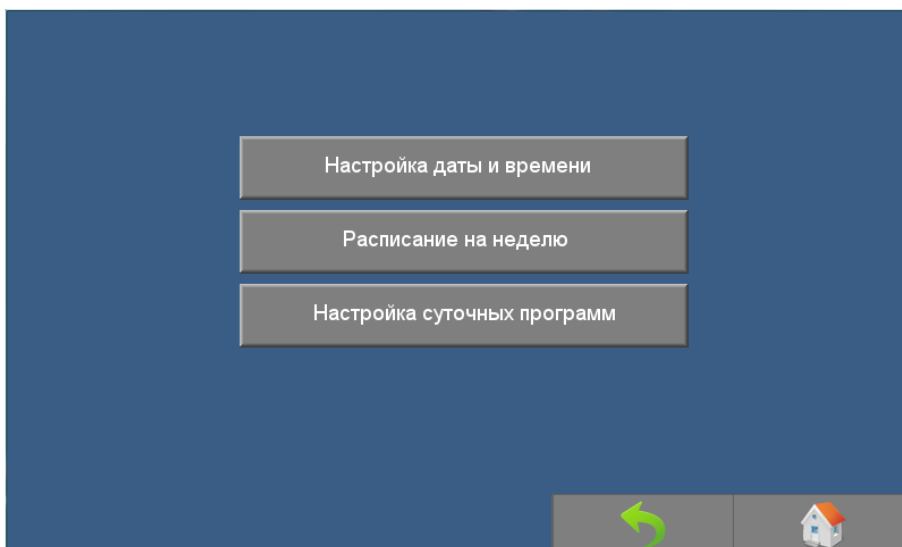 Настройка даты и времени
Расписание на неделю
Настройка суточных программ